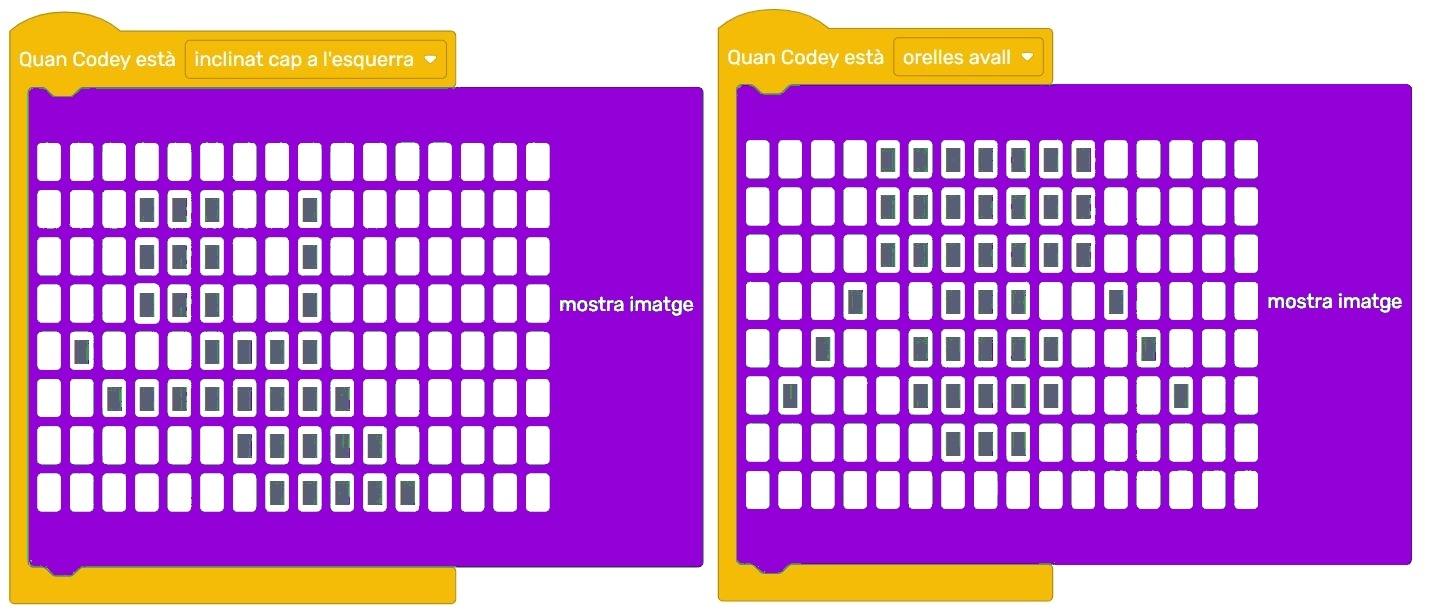 Quan Codey està inclinat cap a l'esquerra
mostra imatge
Quan Codey està orelles avall
mostra imatge